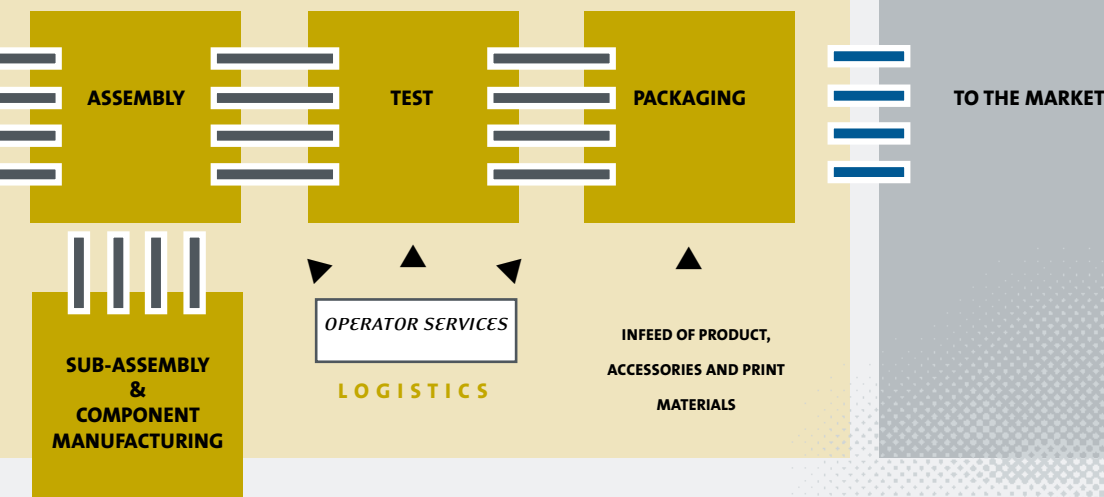 ASSEMBLY
TEST
PACKAGING
TO THE MARKET
OPERATOR SERVICES
LOGISTICS
INFEED OF PRODUCT,
ACCESSORIES AND PRINT
MATERIALS
SUB-ASSEMBLY
&
COMPONENT
MANUFACTURING